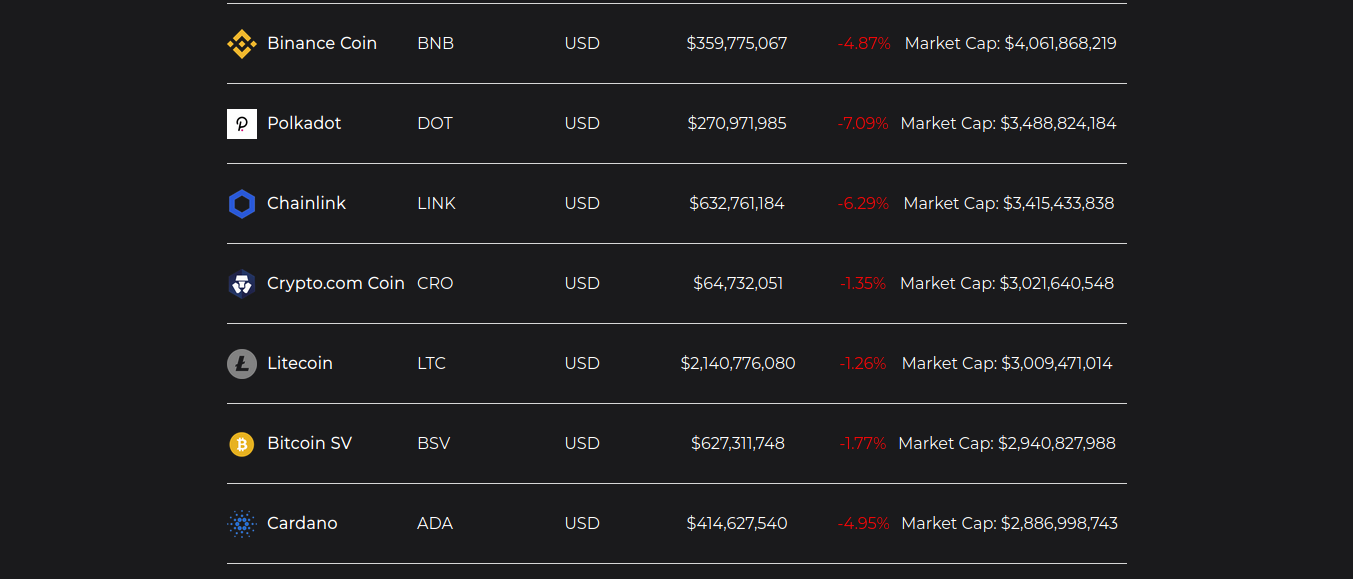 Binance Coin BNB USD $359,775,067 -4.87% Market Cap: $4,061,868,219
Polkadot DOT USD $270,971,985 -7.09% Market Cap: $3,488,824,184
Chainlink LINK USD $632,761,184 -6.29% Market Cap: $3,415,433,838
Crypto.com Coin CRO USD $64,732,051 -1.35% Market Cap: $3,021,640,548
Litecoin LTC USD $2,140,776,080 -1.26% Market Cap: $3,009,471,014
Bitcoin SV BSV USD $627,311,748 -1.77% Market Cap: $2,940,827,988
Cardano ADA USD $414,627,540 -4.95% Market Cap: $2,886,998,743